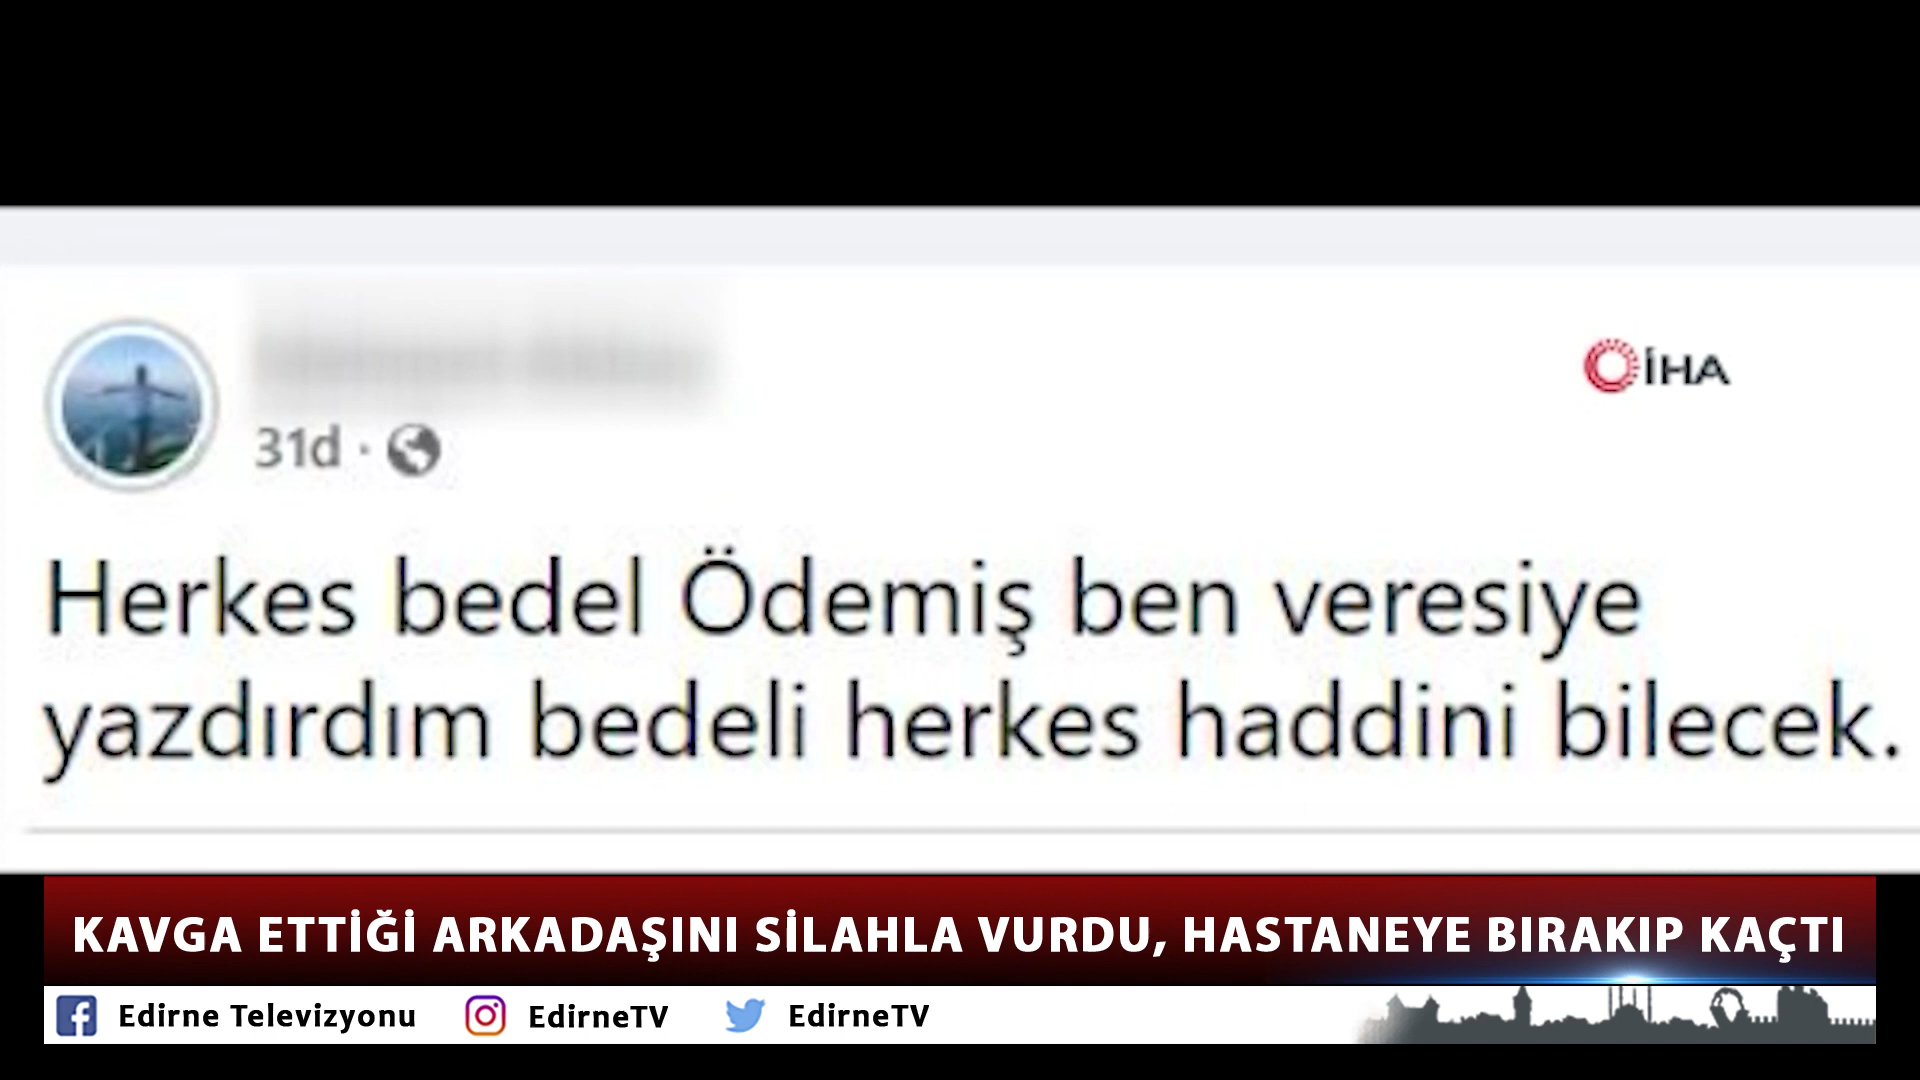 İHA
31d ·
Herkes bedel Ödemiş ben veresiye
yazdırdım bedeli herkes haddini bilecek.
KAVGA ETTİĞİ ARKADAŞINI SİLAHLA VURDU, HASTANEYE BIRAKIP KAÇTI
Edirne Televizyonu EdirneTV EdirneTV